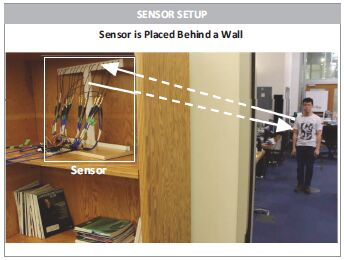 SENSOR SETUP
Sensor is Placed Behind a Wall
Sensor